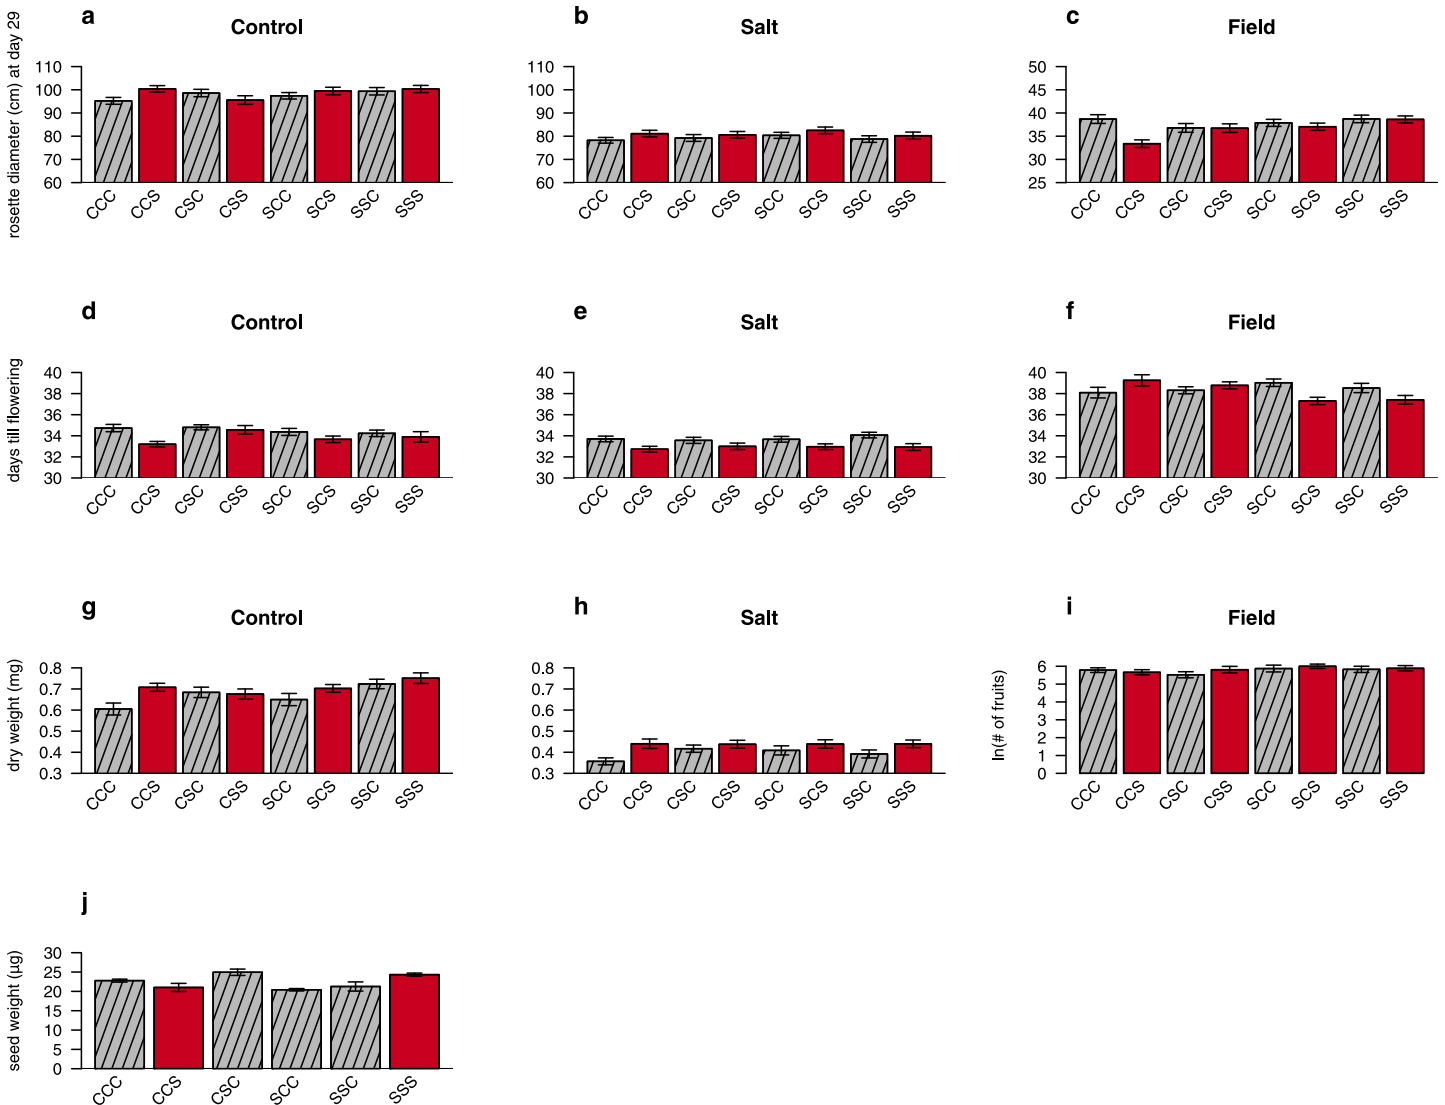 a
Control
rosette diameter (cm) at day 29
110
100
90
80
70
60
CCC CCS CSC CSS SCC SCS SSC SSS
b
Salt
110
100
90
80
70
60
CCC CCS CSC CSS SCC SCS SSC SSS
c
Field
50
45
40
35
30
25
CCC CCS CSC CSS SCC SCS SSC SSS
d
Control
days till flowering
40
38
36
34
32
30
CCC CCS CSC CSS SCC SCS SSC SSS
e
Salt
40
38
36
34
32
30
CCC CCS CSC CSS SCC SCS SSC SSS
f
Field
40
38
36
34
32
30
CCC CCS CSC CSS SCC SCS SSC SSS
g
Control
dry weight (mg)
0.8
0.7
0.6
0.5
0.4
0.3
CCC CCS CSC CSS SCC SCS SSC SSS
h
Salt
0.8
0.7
0.6
0.5
0.4
0.3
CCC CCS CSC CSS SCC SCS SSC SSS
i
Field
ln(# of fruits)
6
5
4
3
2
1
0
CCC CCS CSC CSS SCC SCS SSC SSS
j
seed weight (µg)
30
25
20
15
10
5
0
CCC CCS CSC SCC SSC SSS